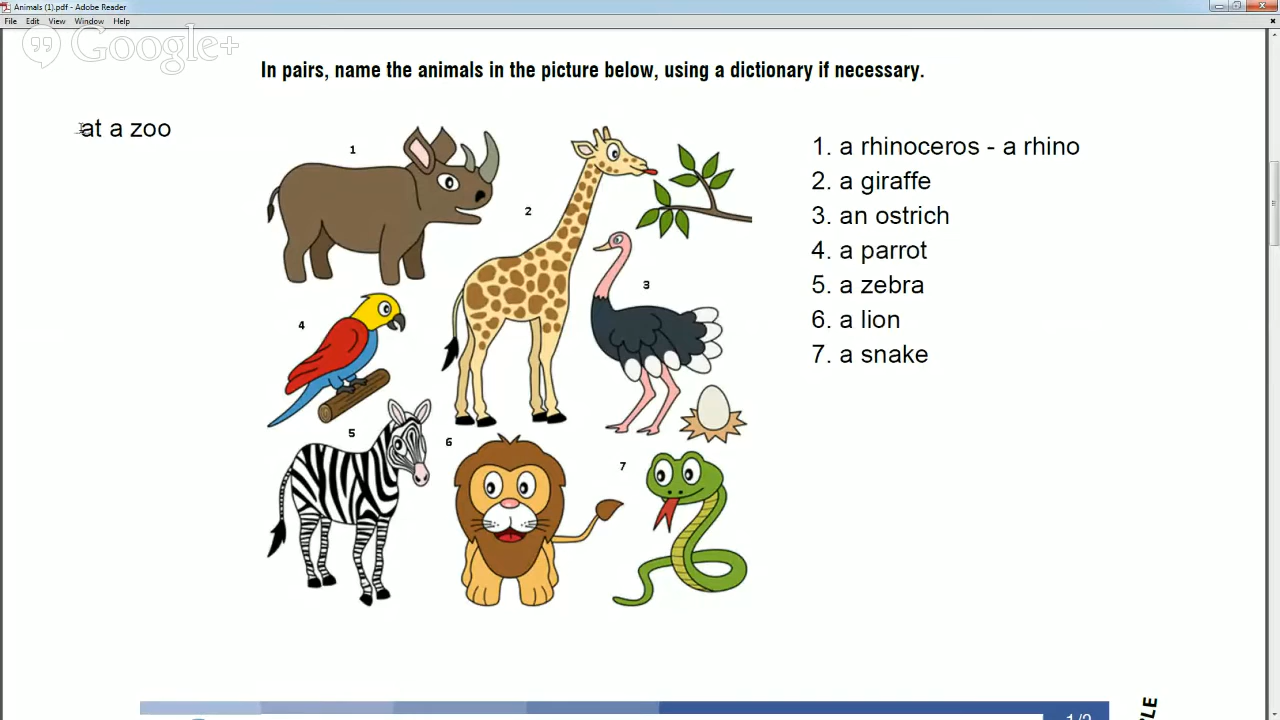 Animals (1).pdf - Adobe Reader
File Edit View Window Help
Google+
In pairs, name the animals in the picture below, using a dictionary if necessary.
at a zoo
1
2
3
4
5
6
7
1. a rhinoceros - a rhino
2. a giraffe
3. an ostrich
4. a parrot
5. a zebra
6. a lion
7. a snake